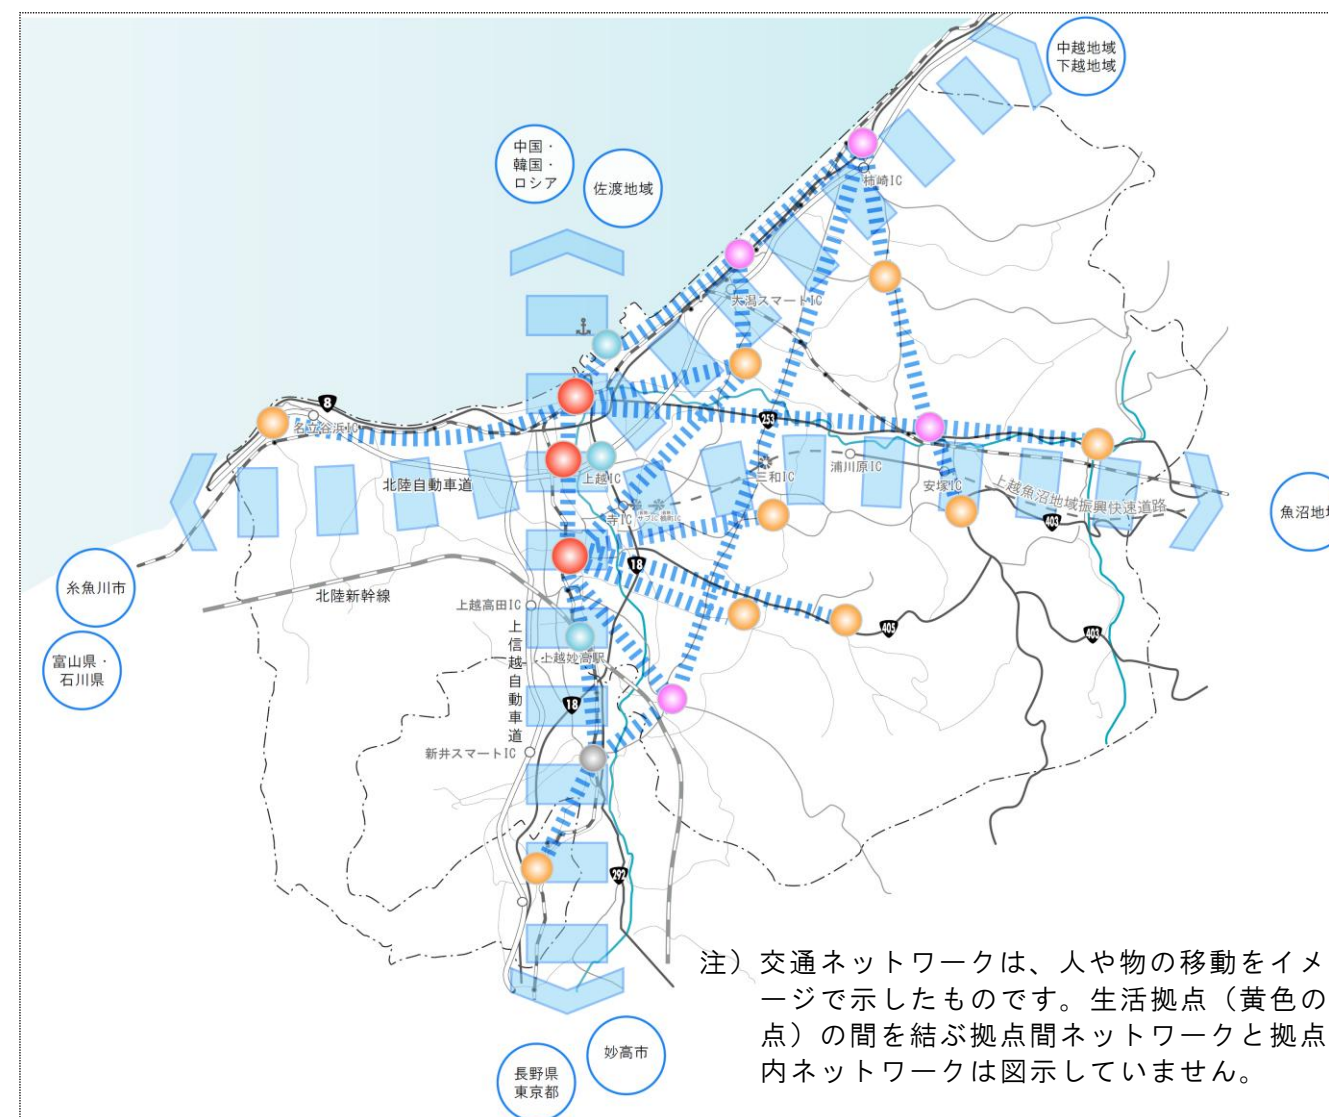 中越地域
下越地域
中国・
韓国・
ロシア
佐渡地域
柿崎IC
大潟スマートIC
8
名立谷浜IC
253
北陸自動車道
上越IC
三和IC
浦川原IC
安塚IC
上越魚沼地域振興快速道路
寺IC
403
魚沼地
18
糸魚川市
北陸新幹線
上越高田IC
405
403
富山県・
石川県
上信越自動車道
上越妙高駅
18
新井スマートIC
292
注）交通ネットワークは、人や物の移動をイメ
ージで示したものです。生活拠点（黄色の
点）の間を結ぶ拠点間ネットワークと拠点
内ネットワークは図示していません。
妙高市
長野県
東京都